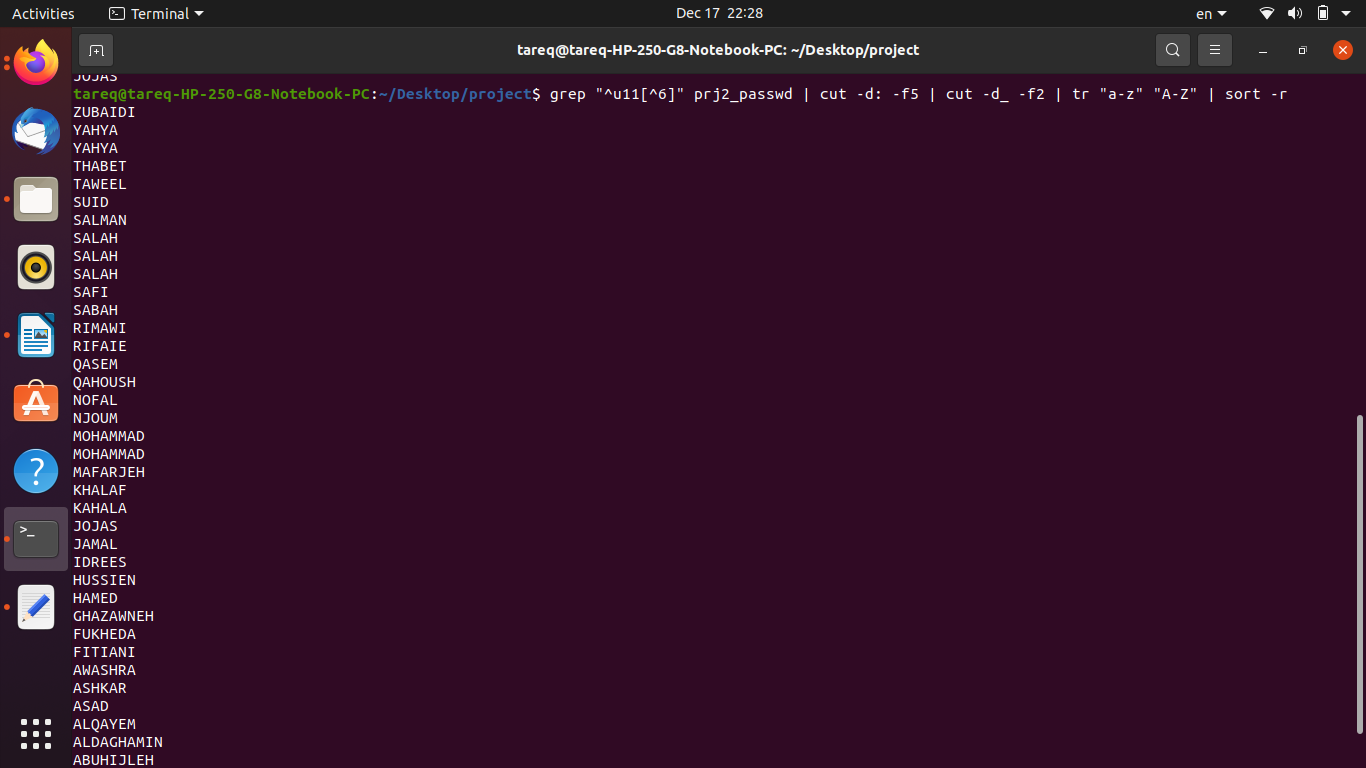 Activities Terminal Dec 17 22:28 en
tareq@tareq-HP-250-G8-Notebook-PC: ~/Desktop/project
JOJAS
tareq@tareq-HP-250-G8-Notebook-PC:~/Desktop/project$ grep "^u11[^6]" prj2_passwd | cut -d: -f5 | cut -d_ -f2 | tr "a-z" "A-Z" | sort -r
ZUBAIDI
YAHYA
YAHYA
THABET
TAWEEL
SUID
SALMAN
SALAH
SALAH
SALAH
SAFI
SABAH
RIMAWI
RIFAIE
QASEM
QAHOUSH
NOFAL
NJOUM
MOHAMMAD
MOHAMMAD
MAFARJEH
KHALAF
KAHALA
JOJAS
JAMAL
IDREES
HUSSIEN
HAMED
GHAZAWNEH
FUKHEDA
FITIANI
AWASHRA
ASHKAR
ASAD
ALQAYEM
ALDAGHAMIN
ABUHIJLEH